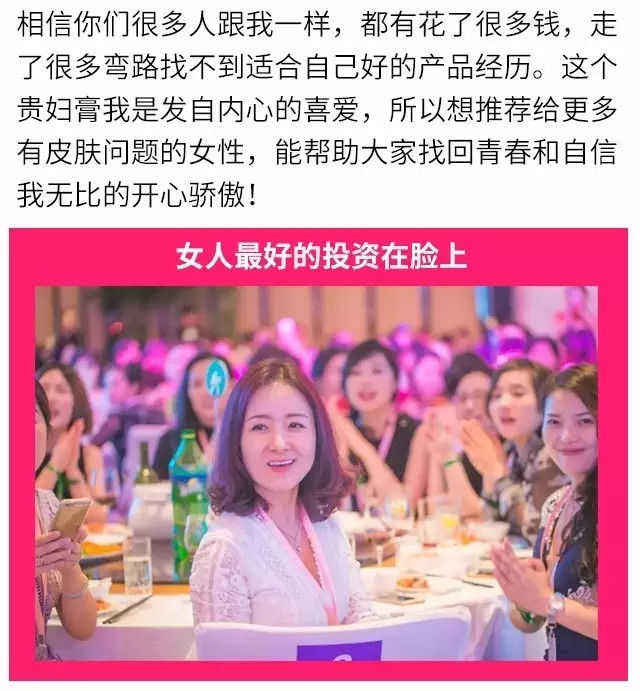 相信你们很多人跟我一样，都有花了很多钱，走
了很多弯路找不到适合自己好的产品经历。这个
贵妇膏我是发自内心的喜爱，所以想推荐给更多
有皮肤问题的女性，能帮助大家找回青春和自信
我无比的开心骄傲！
女人最好的投资在脸上